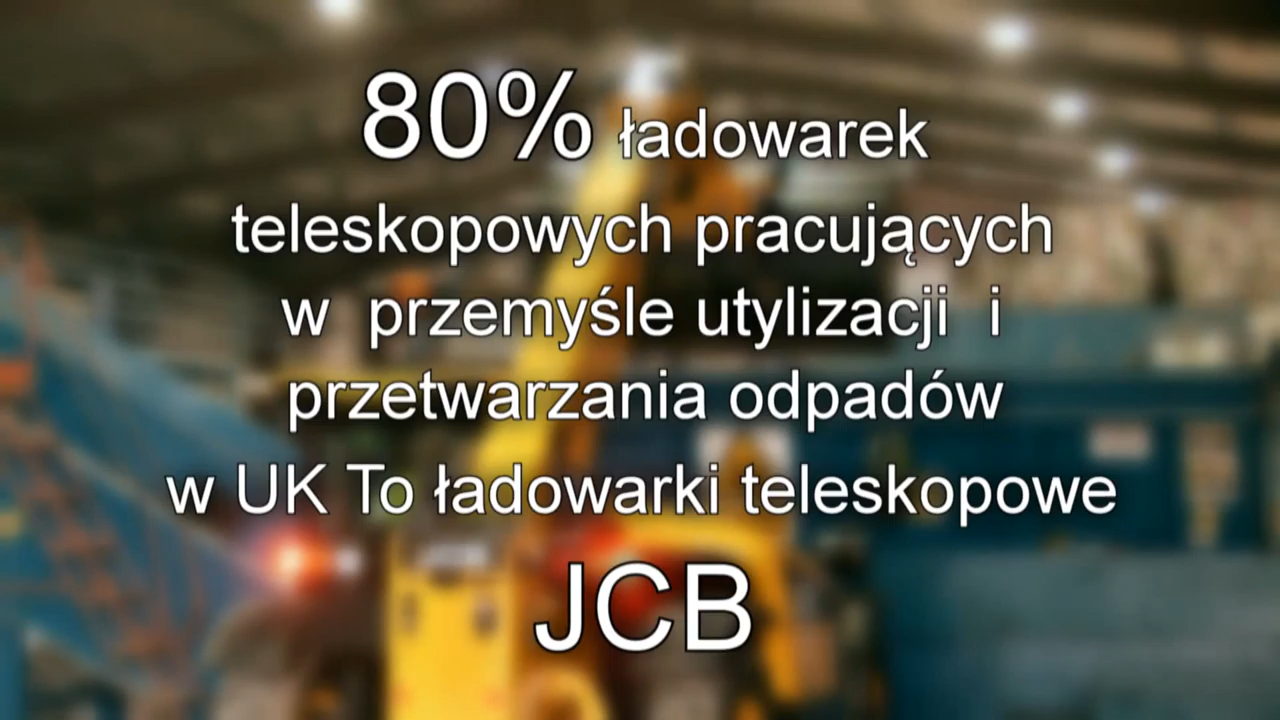 80% ładowarek
teleskopowych pracujących
w przemyśle utylizacji i
przetwarzania odpadów
w UK To ładowarki teleskopowe
JCB